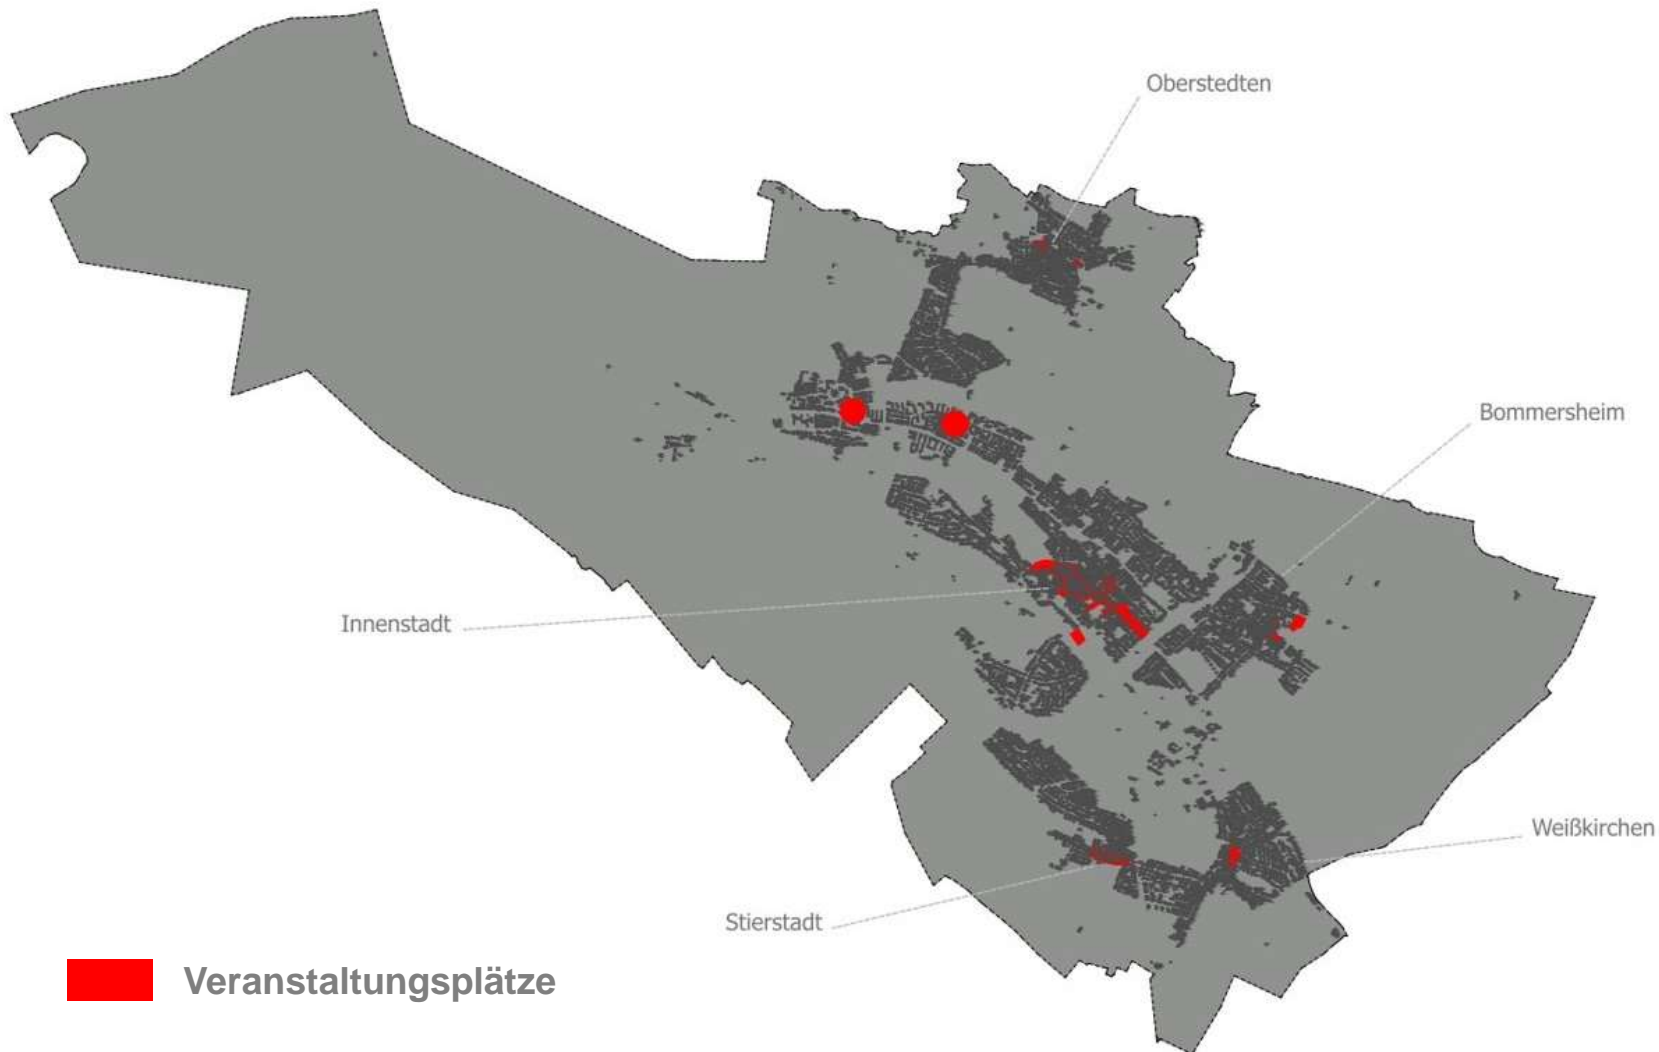 Oberstedten
Bommersheim
Innenstadt
Weißkirchen
Stierstadt
Veranstaltungsplätze